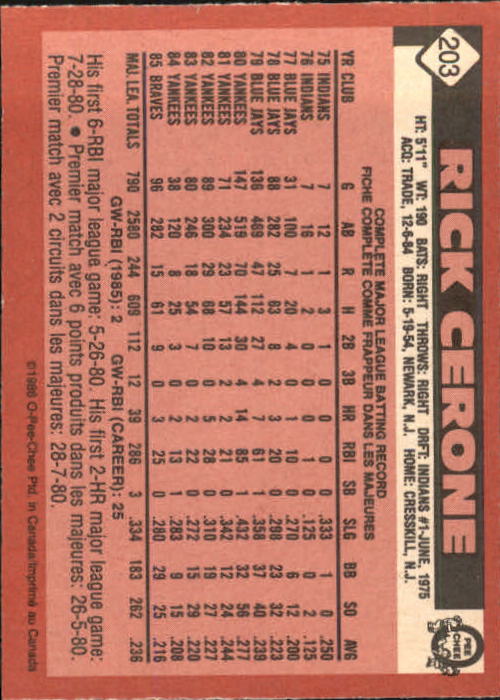 203
RICK CERONE
O PEE CHEE
HT: 5'11" WT: 190 BATS: RIGHT THROWS: RIGHT DRFT: INDIANS #1-JUNE, 1975
ACQ: TRADE, 12-6-84 BORN: 5-19-54, NEWARK, N.J. HOME: CRESSKILL, N.J.
COMPLETE MAJOR LEAGUE BATTING RECORD
FICHE COMPLETE COMME FRAPPEUR DANS LES MAJEURES
YR CLUB G AB R H 2B 3B HR RBI SB SLG BB SO AVG
75 INDIANS 7 12 1 3 1 0 0 0 0 .333 1 0 .250
76 INDIANS 7 16 1 2 0 0 0 1 0 .125 0 2 .125
77 BLUE JAYS 31 100 7 20 4 0 1 10 0 .270 6 12 .200
78 BLUE JAYS 88 282 25 63 8 2 3 20 0 .298 23 32 .223
79 BLUE JAYS 136 469 47 112 27 4 7 61 1 .358 37 40 .239
80 YANKEES 147 519 70 144 30 4 14 85 1 .432 32 56 .277
81 YANKEES 71 234 23 57 13 2 2 21 0 .342 12 24 .244
82 YANKEES 89 300 29 68 10 0 5 28 0 .310 19 27 .227
83 YANKEES 80 246 18 54 7 0 2 22 0 .272 15 29 .220
84 YANKEES 38 120 8 25 3 0 2 13 1 .283 9 15 .208
85 BRAVES 96 282 15 61 9 0 3 25 0 .280 29 25 .216
MAJ. LEA. TOTALS 790 2580 244 609 112 12 39 286 3 .334 183 262 .236
GW-RBI (1985): 2 GW-RBI (CAREER): 25
His first 6-RBI major league game: 5-26-80. His first 2-HR major league game:
7-28-80. ● Premier match avec 6 points produits dans les majeures: 26-5-80.
Premier match avec 2 circuits dans les majeures: 28-7-80.
©1986 O-Pee-Chee Ptd. in Canada/Imprimé au Canada